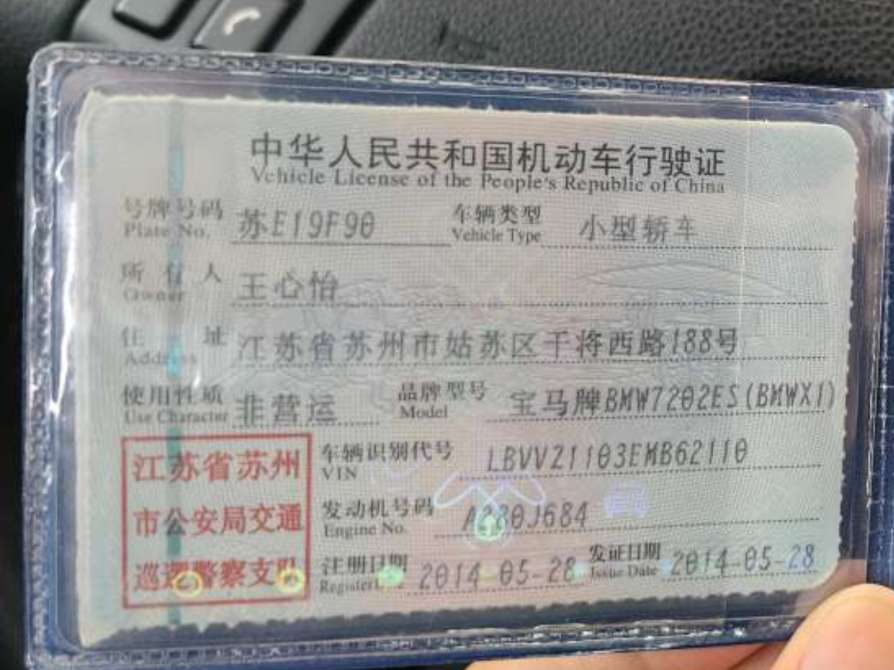 中华人民共和国机动车行驶证
Vehicle License of the People's Republic of China
号牌号码 苏E19F90 车辆类型 小型轿车
Plate No. Vehicle Type
所有人 王心怡
Owner
住址 江苏省苏州市姑苏区干将西路188号
Address
使用性质 非营运 品牌型号 宝马牌BMW7202ES(BMWX1)
Use Character Model
江苏省苏州 车辆识别代号 LBVVZ1103EMB62110
VIN
市公安局交通 发动机号码
Engine No.
巡逻警察支队 注册日期 2014-05-28 发证日期 2014-05-28
Issue Date